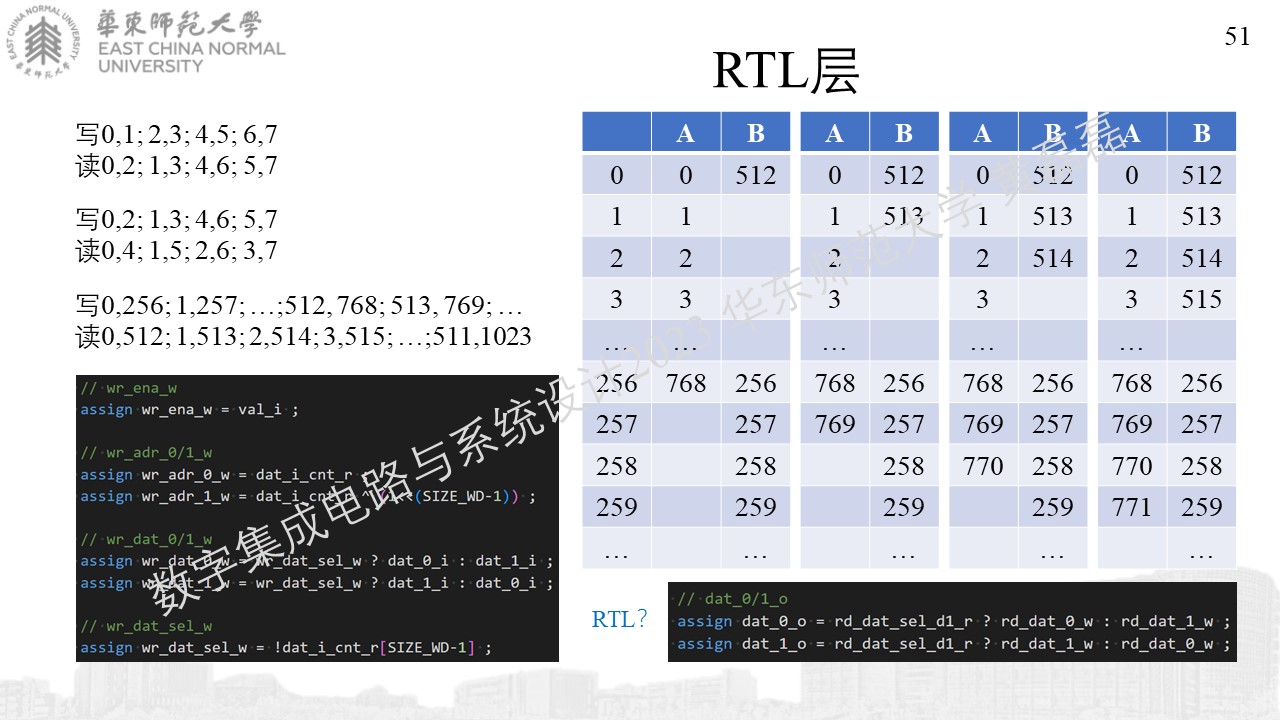 華東師範大學
EAST CHINA NORMAL
UNIVERSITY
51
RTL层
写0,1; 2,3; 4,5; 6,7
读0,2; 1,3; 4,6; 5,7
写0,2; 1,3; 4,6; 5,7
读0,4; 1,5; 2,6; 3,7
写0,256; 1,257; …;512, 768; 513, 769; …
读0,512; 1,513; 2,514; 3,515; …;511,1023
// wr_ena_w
assign wr_ena_w = val_i ;
// wr_adr_0/1_w
assign wr_adr_0_w = dat_i_cnt_r
assign wr_adr_1_w = dat_i_cnt_r ^ (1<<(SIZE_WD-1)) ;
// wr_dat_0/1_w
assign wr_dat_0_w = wr_dat_sel_w ? dat_0_i : dat_1_i ;
assign wr_dat_1_w = wr_dat_sel_w ? dat_1_i : dat_0_i ;
// wr_dat_sel_w
assign wr_dat_sel_w = !dat_i_cnt_r[SIZE_WD-1] ;
A B A B A B A B
0 0 512 0 512 0 512 0 512
1 1 1 513 1 513 1 513
2 2 2 2 514 2 514
3 3 3 3 3 515
… … … … …
256 768 256 768 256 768 256 768 256
257 257 769 257 769 257 769 257
258 258 258 770 258 770 258
259 259 259 259 771 259
… … … … …
RTL？
// dat_0/1_o
assign dat_0_o = rd_dat_sel_d1_r ? rd_dat_0_w : rd_dat_1_w ;
assign dat_1_o = rd_dat_sel_d1_r ? rd_dat_1_w : rd_dat_0_w ;
数字集成电路与系统设计2023 华东师范大学 黄磊磊